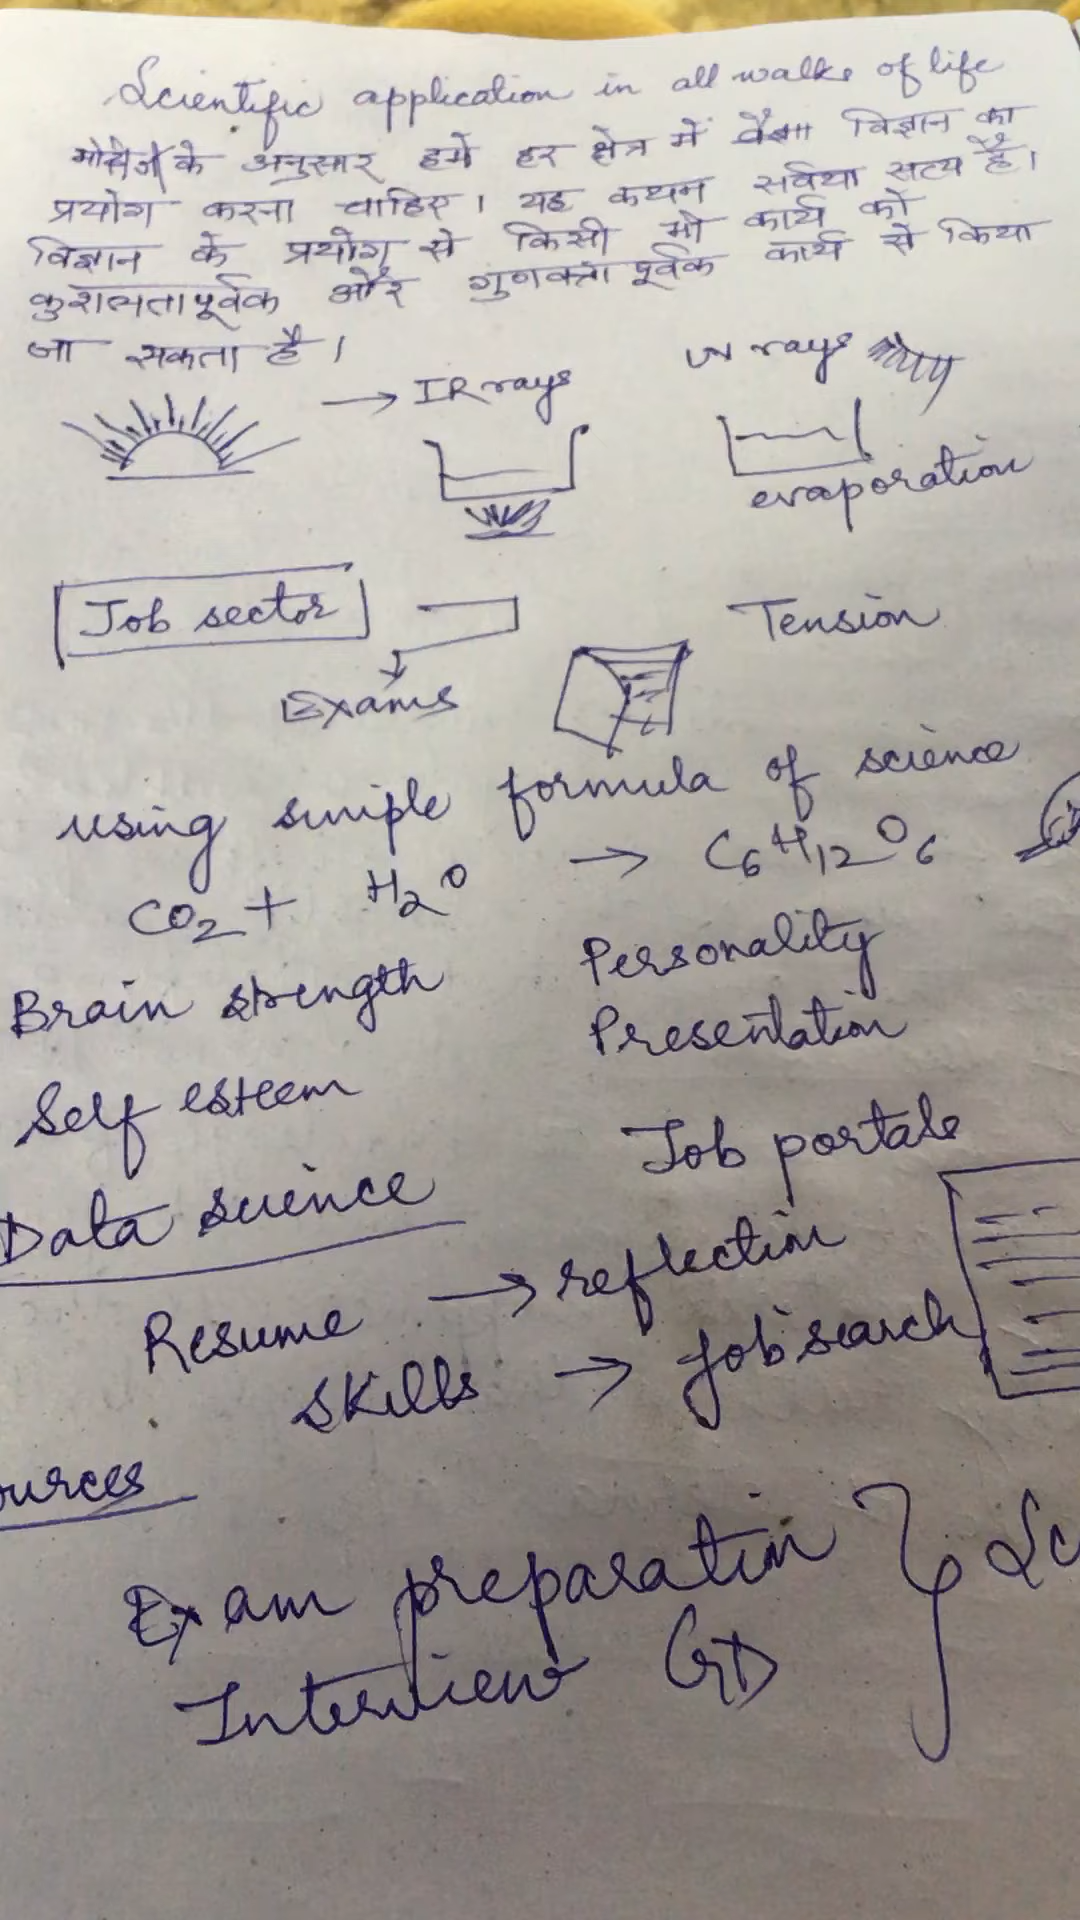 Scientific application in all walks of life
मोदीजी के अनुसार हमें हर क्षेत्र में विज्ञान का
प्रयोग करना चाहिए। यह कथन सर्वथा सत्य है।
विज्ञान के प्रयोग से किसी भी कार्य को
कुशलतापूर्वक और गुणवत्तापूर्वक कार्य से किया
जा सकता है।
→ IR rays
UV rays
evaporation
Job sector
Tension
Exams
using simple formula of science
CO2 + H2O → C6H12O6
Brain strength
Personality
Presentation
Self esteem
Job portals
Data science
Resume → reflection
Skills → job search
ources
Exam preparation
Interview GD
Sc